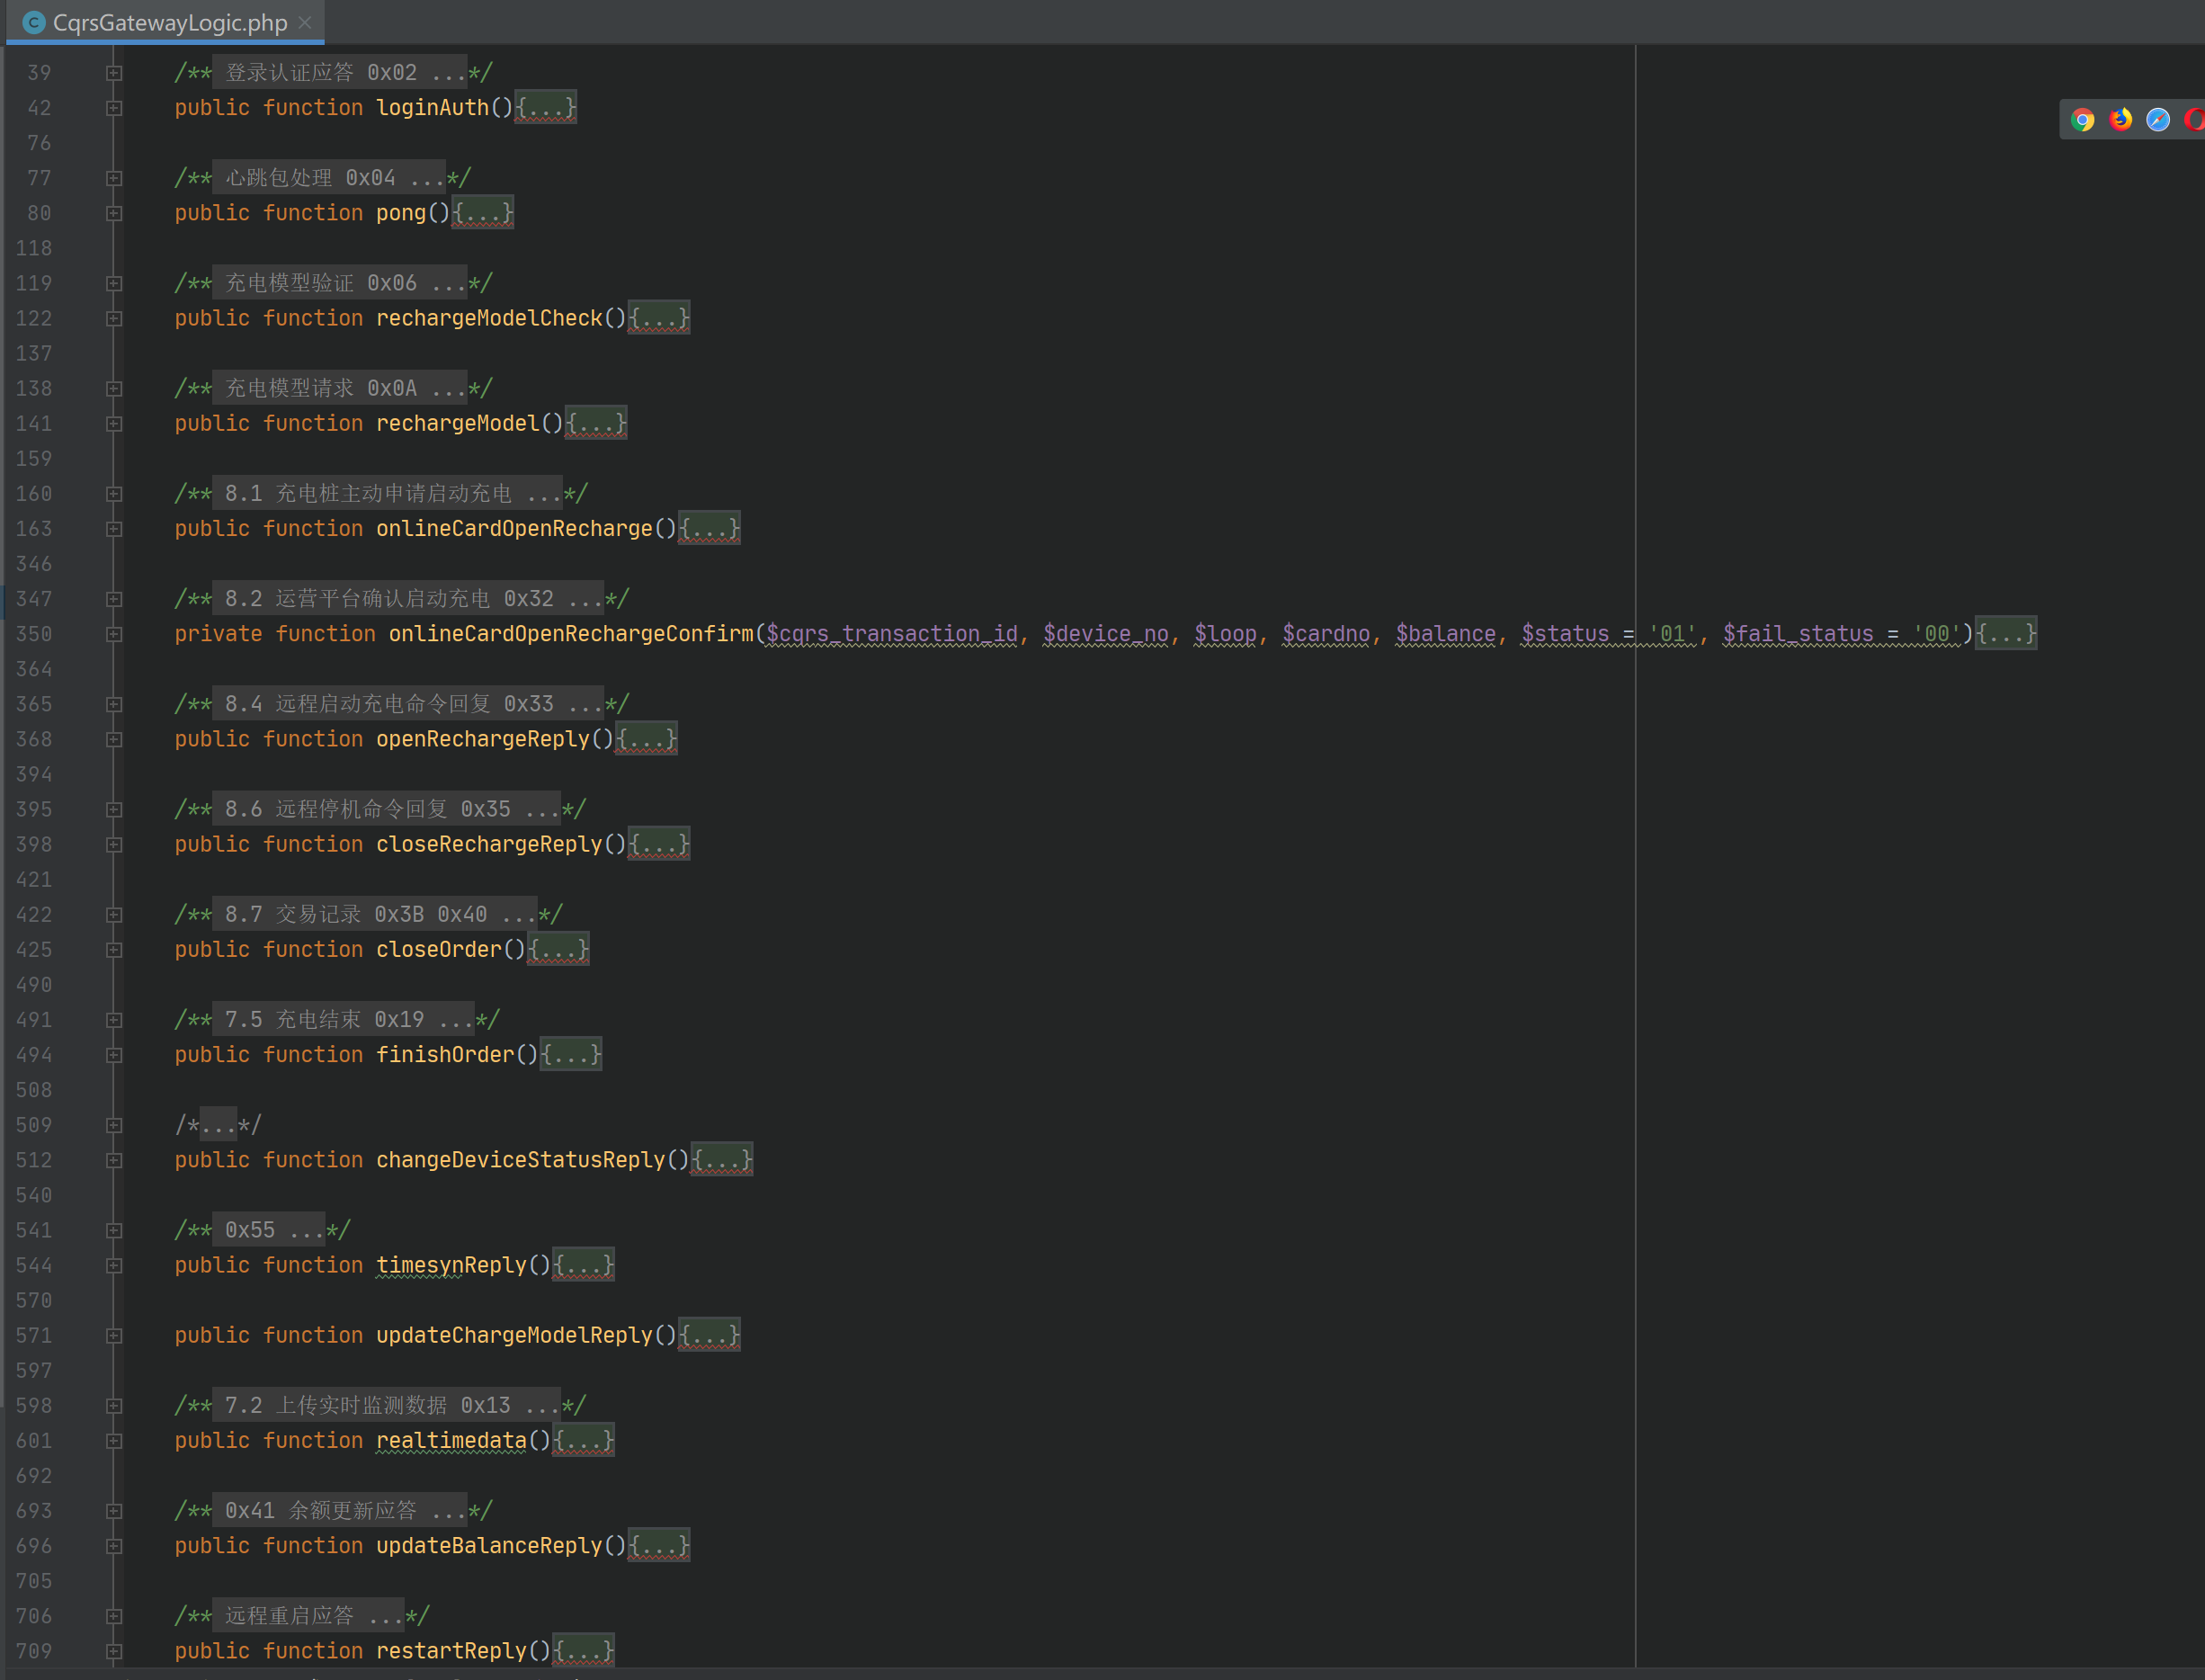 CqrsGatewayLogic.php
39 /** 登录认证应答 0x02 ...*/
42 public function loginAuth(){...}
76
77 /** 心跳包处理 0x04 ...*/
80 public function pong(){...}
118
119 /** 充电模型验证 0x06 ...*/
122 public function rechargeModelCheck(){...}
137
138 /** 充电模型请求 0x0A ...*/
141 public function rechargeModel(){...}
159
160 /** 8.1 充电桩主动申请启动充电 ...*/
163 public function onlineCardOpenRecharge(){...}
346
347 /** 8.2 运营平台确认启动充电 0x32 ...*/
350 private function onlineCardOpenRechargeConfirm($cqrs_transaction_id, $device_no, $loop, $cardno, $balance, $status = '01', $fail_status = '00'){...}
364
365 /** 8.4 远程启动充电命令回复 0x33 ...*/
368 public function openRechargeReply(){...}
394
395 /** 8.6 远程停机命令回复 0x35 ...*/
398 public function closeRechargeReply(){...}
421
422 /** 8.7 交易记录 0x3B 0x40 ...*/
425 public function closeOrder(){...}
490
491 /** 7.5 充电结束 0x19 ...*/
494 public function finishOrder(){...}
508
509 /*...*/
512 public function changeDeviceStatusReply(){...}
540
541 /** 0x55 ...*/
544 public function timesynReply(){...}
570
571 public function updateChargeModelReply(){...}
597
598 /** 7.2 上传实时监测数据 0x13 ...*/
601 public function realtimedata(){...}
692
693 /** 0x41 余额更新应答 ...*/
696 public function updateBalanceReply(){...}
705
706 /** 远程重启应答 ...*/
709 public function restartReply(){...}